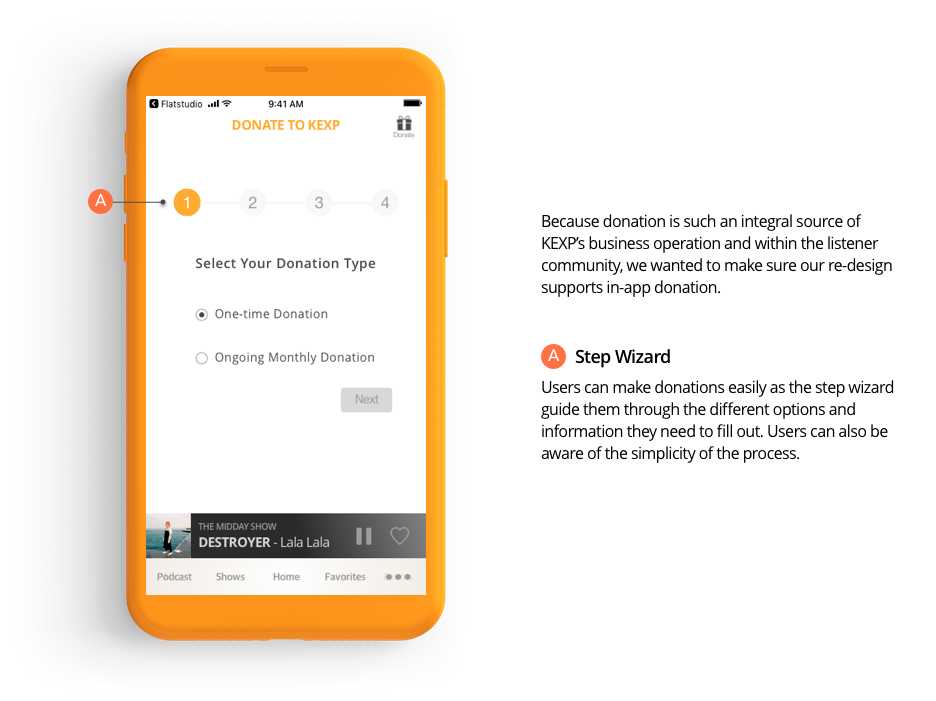 Flatstudio
9:41 AM
DONATE TO KEXP
Donate
A
1
2
3
4
Select Your Donation Type
One-time Donation
Ongoing Monthly Donation
Next
THE MIDDAY SHOW
DESTROYER - Lala Lala
Podcast
Shows
Home
Favorites
Because donation is such an integral source of
KEXP's business operation and within the listener
community, we wanted to make sure our re-design
supports in-app donation.
A Step Wizard
Users can make donations easily as the step wizard
guide them through the different options and
information they need to fill out. Users can also be
aware of the simplicity of the process.